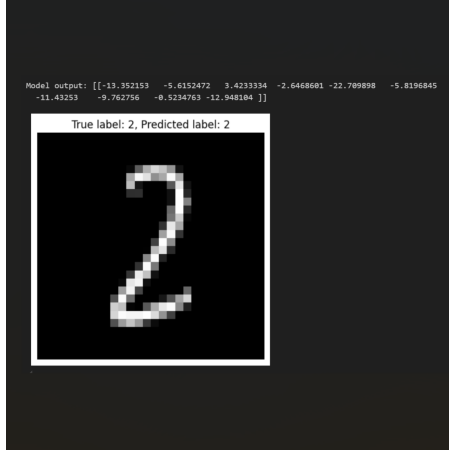 Model output: [[-13.352153 -5.6152472 3.4233334 -2.6468601 -22.709898 -5.8196845
-11.43253 -9.762756 -0.5234763 -12.948104 ]]
True label: 2, Predicted label: 2
2